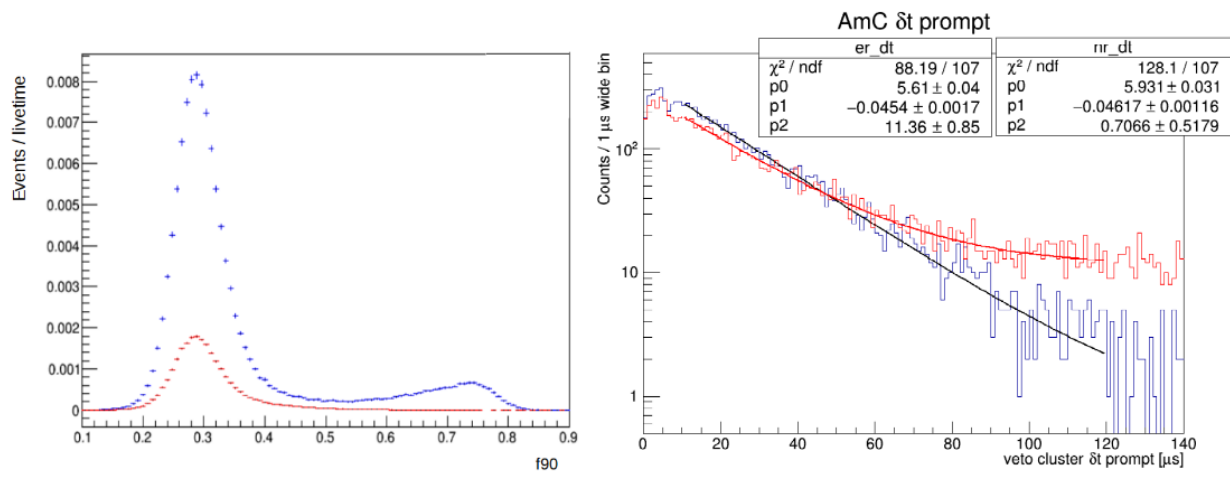 Events / livetime
0.008
0.007
0.006
0.005
0.004
0.003
0.002
0.001
0
0.1 0.2 0.3 0.4 0.5 0.6 0.7 0.8 0.9
f90
AmC δt prompt
er_dt
χ² / ndf 88.19 / 107
p0 5.61 ± 0.04
p1 −0.0454 ± 0.0017
p2 11.36 ± 0.85
nr_dt
χ² / ndf 128.1 / 107
p0 5.931 ± 0.031
p1 −0.04617 ± 0.00116
p2 0.7066 ± 0.5179
Counts / 1 μs wide bin
10²
10
1
0 20 40 60 80 100 120 140
veto cluster δt prompt [μs]